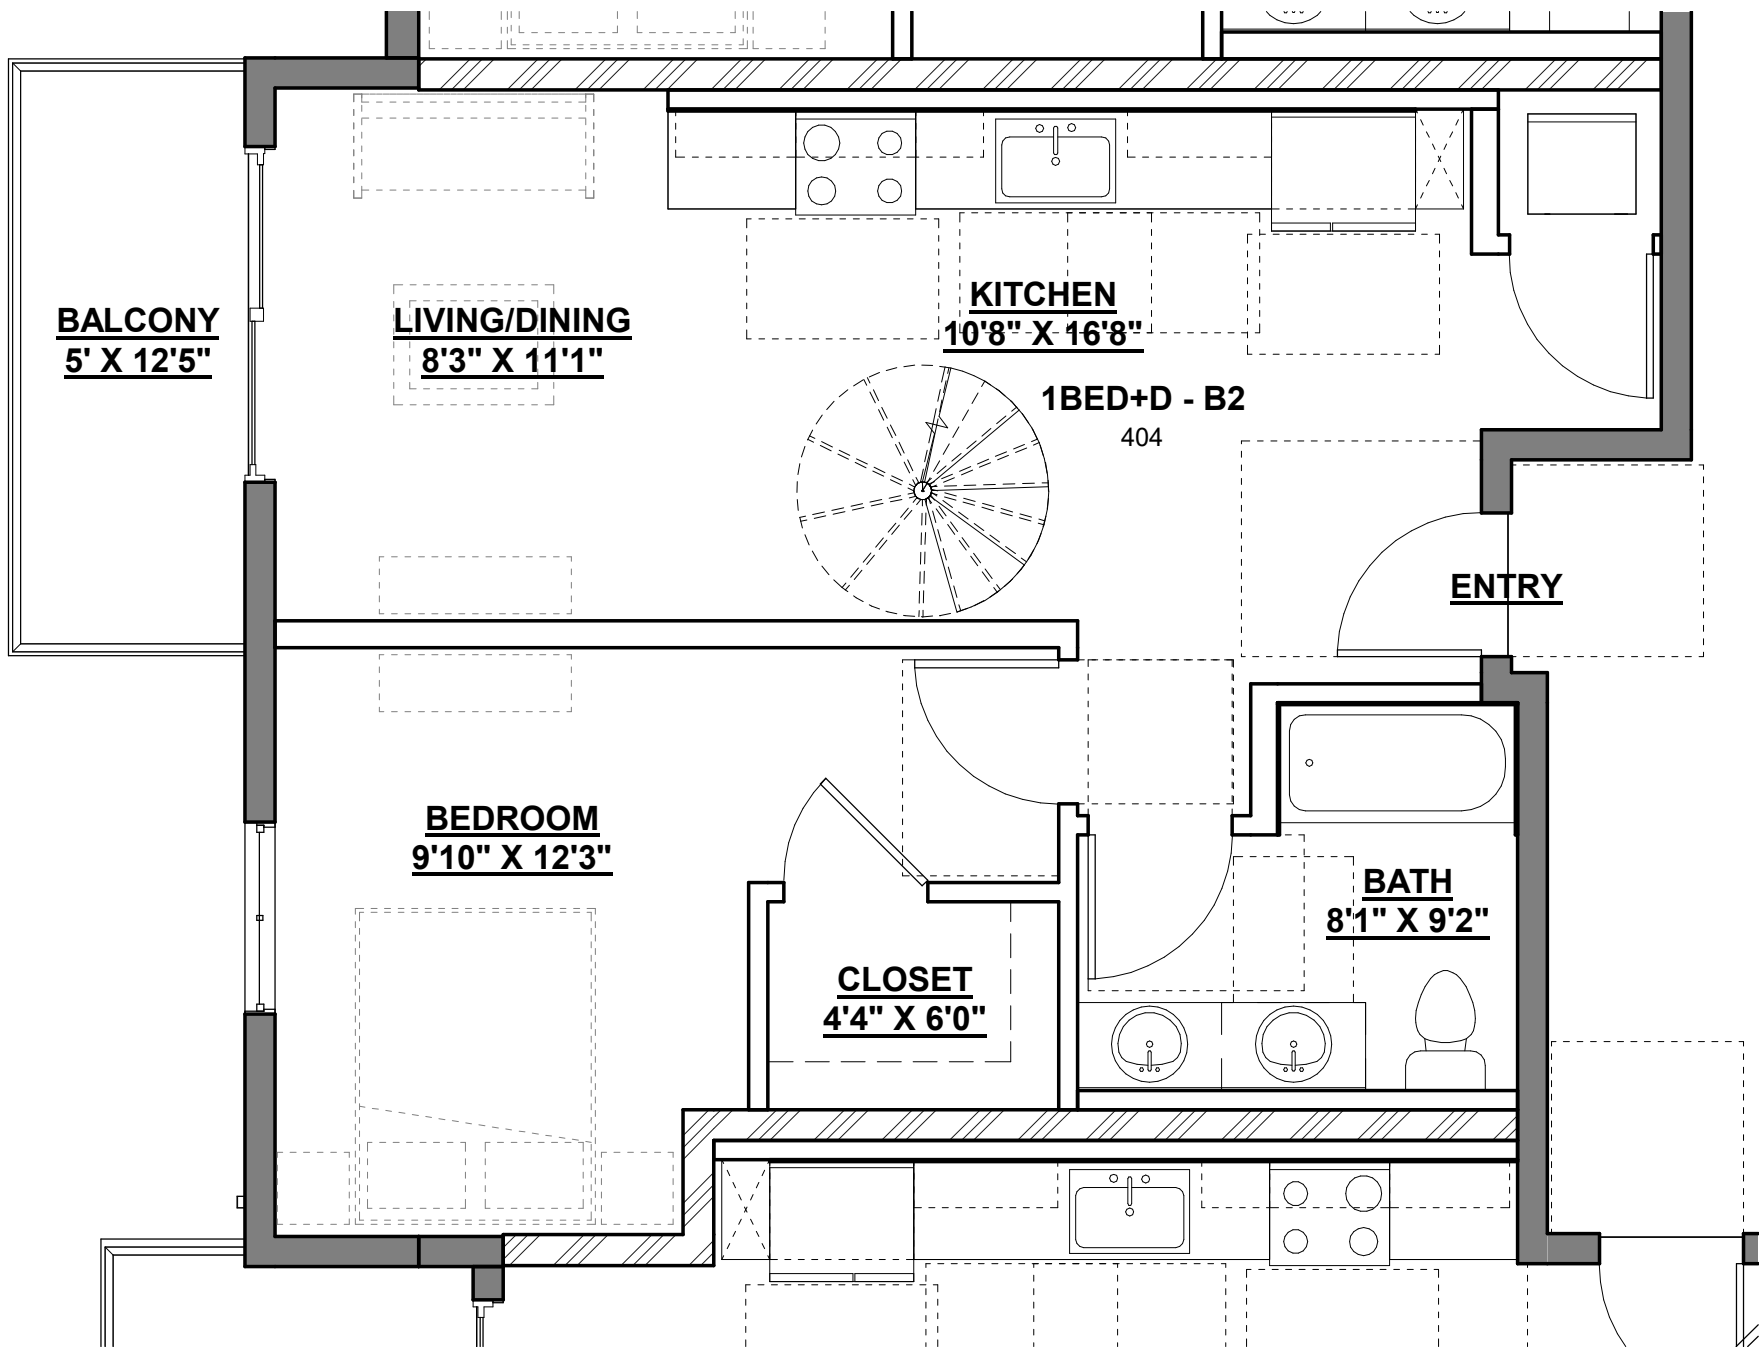 BALCONY
5' X 12'5"
LIVING/DINING
8'3" X 11'1"
KITCHEN
10'8" X 16'8"
1BED+D - B2
404
ENTRY
BEDROOM
9'10" X 12'3"
BATH
8'1" X 9'2"
CLOSET
4'4" X 6'0"